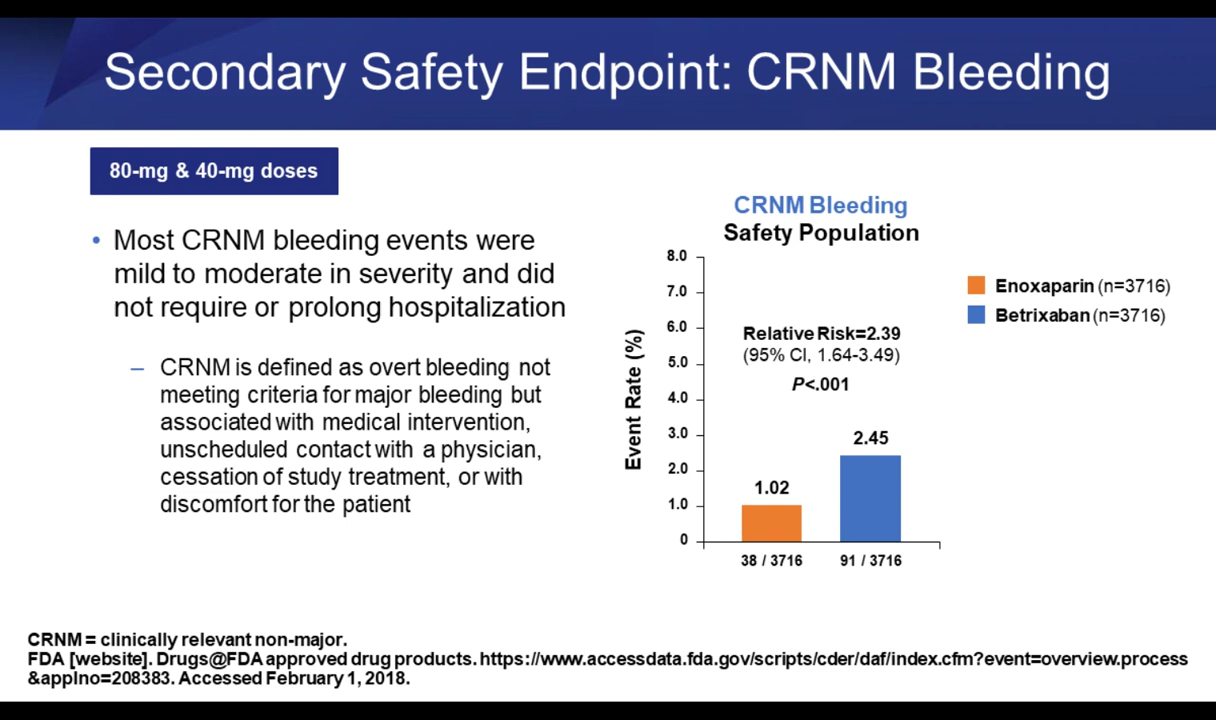 Secondary Safety Endpoint: CRNM Bleeding
80-mg & 40-mg doses
• Most CRNM bleeding events were
mild to moderate in severity and did
not require or prolong hospitalization
– CRNM is defined as overt bleeding not
meeting criteria for major bleeding but
associated with medical intervention,
unscheduled contact with a physician,
cessation of study treatment, or with
discomfort for the patient
CRNM Bleeding
Safety Population
Event Rate (%)
8.0
7.0
6.0
5.0
4.0
3.0
2.0
1.0
0
Relative Risk=2.39
(95% CI, 1.64-3.49)
P<.001
1.02
2.45
38 / 3716
91 / 3716
Enoxaparin (n=3716)
Betrixaban (n=3716)
CRNM = clinically relevant non-major.
FDA [website]. Drugs@FDA approved drug products. https://www.accessdata.fda.gov/scripts/cder/daf/index.cfm?event=overview.process
&applno=208383. Accessed February 1, 2018.